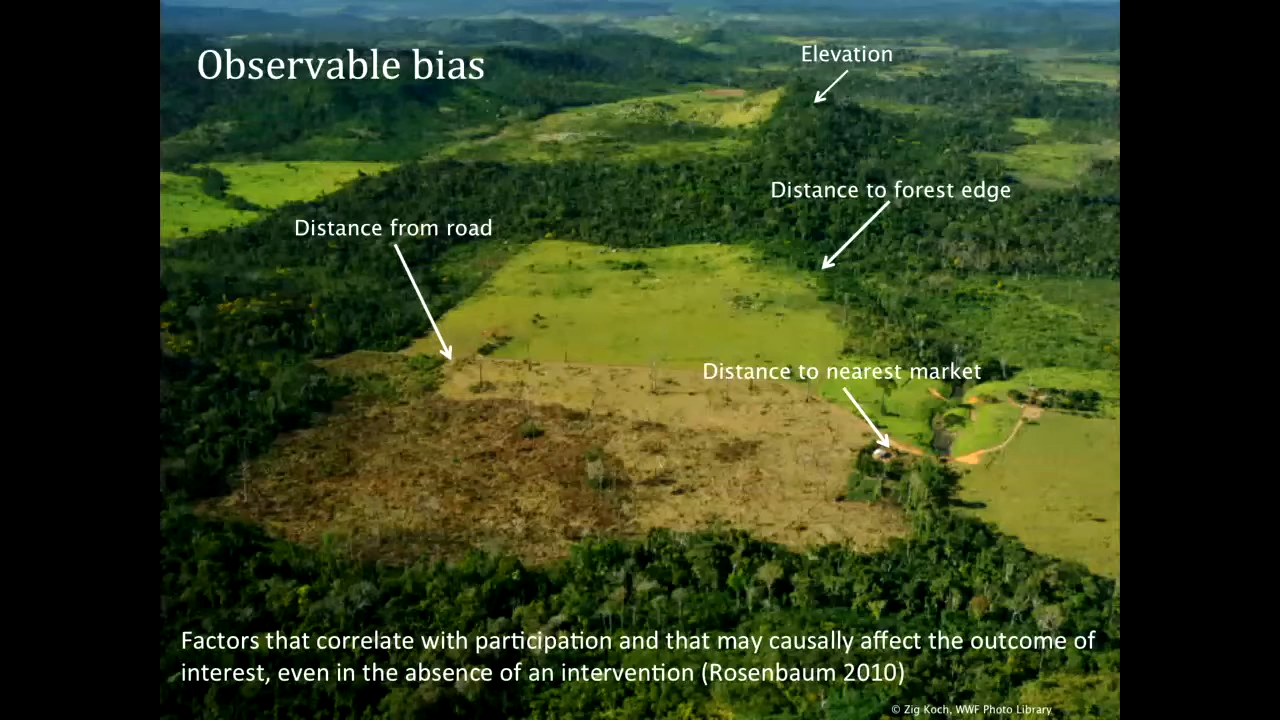 Observable bias
Elevation
Distance to forest edge
Distance from road
Distance to nearest market
Factors that correlate with participation and that may causally affect the outcome of
interest, even in the absence of an intervention (Rosenbaum 2010)
© Zig Koch, WWF Photo Library